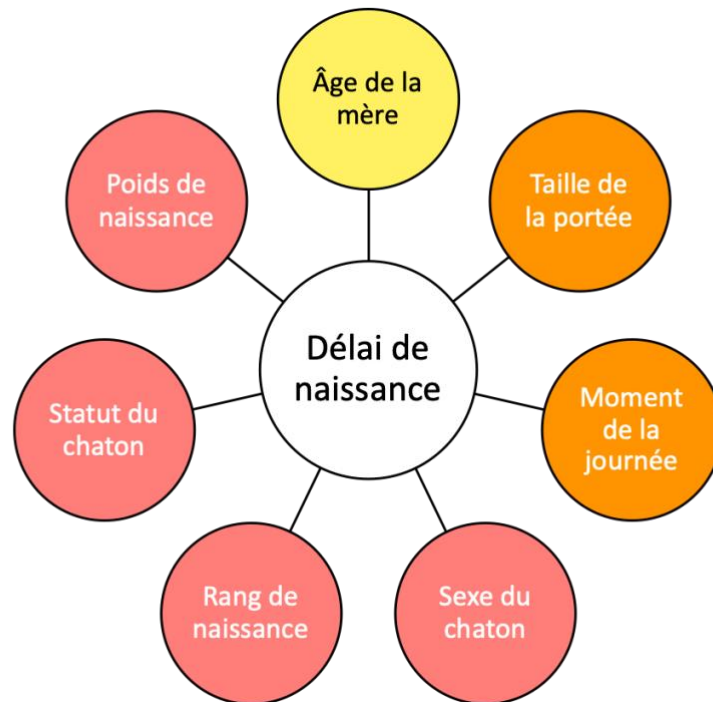 Âge de la
mère
Poids de
naissance
Taille de
la portée
Délai de
naissance
Statut du
chaton
Moment
de la
journée
Rang de
naissance
Sexe du
chaton